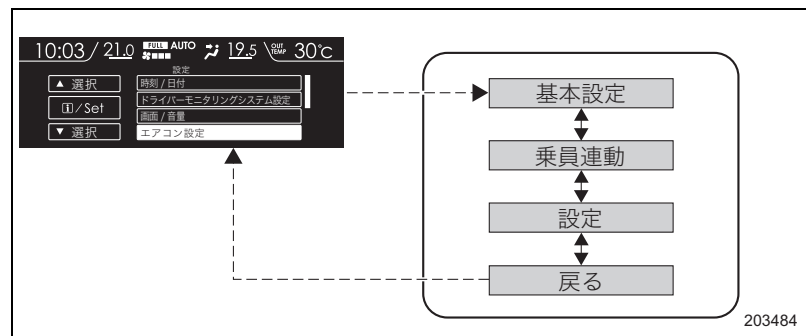 10:03 / 21.0 FULL AUTO 19.5 OUT TEMP 30℃
設定
▲ 選択
i/Set
▼ 選択
時刻 / 日付
ドライバーモニタリングシステム設定
画面 / 音量
エアコン設定
基本設定
乗員連動
設定
戻る
203484